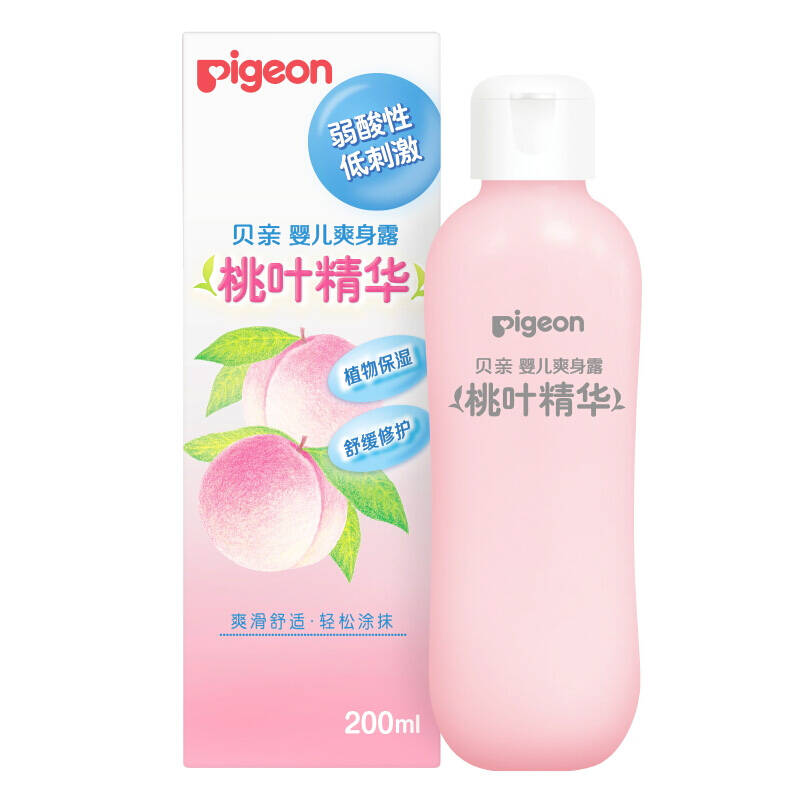 pigeon
弱酸性
低刺激
贝亲 婴儿爽身露
桃叶精华
植物保湿
舒缓修护
爽滑舒适·轻松涂抹
200ml
pigeon
贝亲 婴儿爽身露
桃叶精华